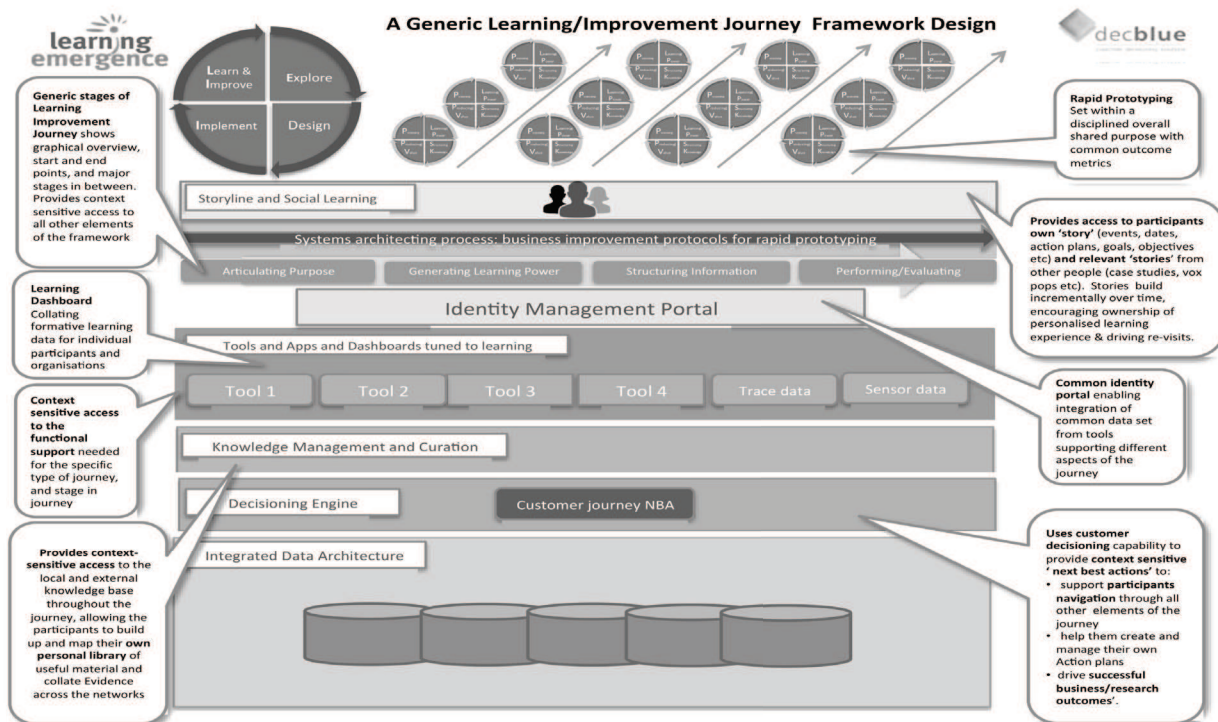 A Generic Learning/Improvement Journey Framework Design
learning
emergence
decblue
Learn &
Improve
Explore
Implement
Design
Generic stages of
Learning
Improvement
Journey shows
graphical overview,
start and end
points, and major
stages in between.
Provides context
sensitive access to
all other elements
of the framework
Rapid Prototyping
Set within a
disciplined overall
shared purpose with
common outcome
metrics
Storyline and Social Learning
Systems architecting process: business improvement protocols for rapid prototyping
Articulating Purpose
Generating Learning Power
Structuring Information
Performing/Evaluating
Provides access to participants
own 'story' (events, dates,
action plans, goals, objectives
etc) and relevant 'stories' from
other people (case studies, vox
pops etc). Stories build
incrementally over time,
encouraging ownership of
personalised learning
experience & driving re-visits.
Learning
Dashboard
Collating
formative learning
data for individual
participants and
organisations
Identity Management Portal
Tools and Apps and Dashboards tuned to learning
Tool 1
Tool 2
Tool 3
Tool 4
Trace data
Sensor data
Common identity
portal enabling
integration of
common data set
from tools
supporting different
aspects of the
journey
Context
sensitive access
to the
functional
support needed
for the specific
type of journey,
and stage in
journey
Knowledge Management and Curation
Decisioning Engine
Customer journey NBA
Integrated Data Architecture
Provides context-
sensitive access to
the local and external
knowledge base
throughout the
journey, allowing the
participants to build
up and map their own
personal library of
useful material and
collate Evidence
across the networks
Uses customer
decisioning capability to
provide context sensitive
' next best actions' to:
• support participants
navigation through all
other elements of the
journey
• help them create and
manage their own
Action plans
• drive successful
business/research
outcomes'.